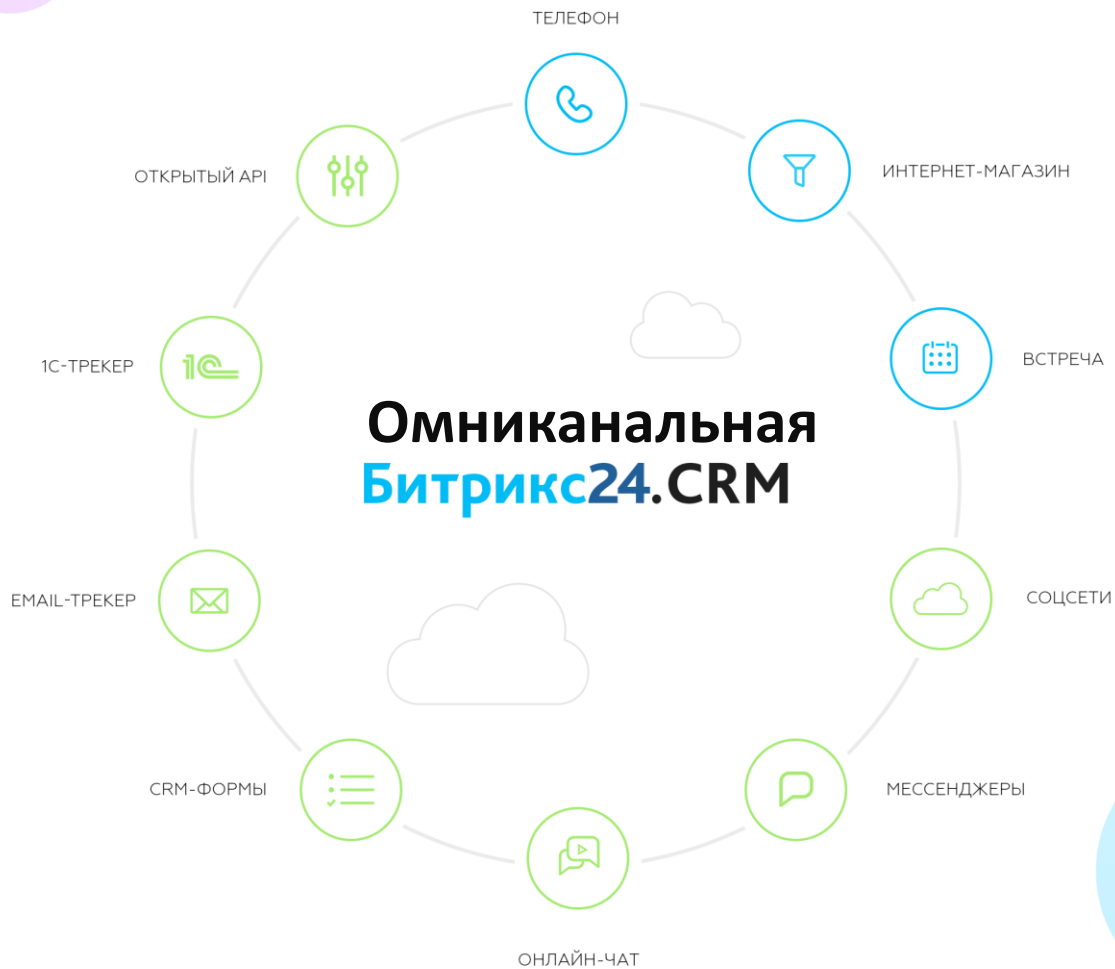 ТЕЛЕФОН
ОТКРЫТЫЙ API
ИНТЕРНЕТ-МАГАЗИН
1С-ТРЕКЕР
1С
ВСТРЕЧА
Омниканальная
Битрикс24.CRM
EMAIL-ТРЕКЕР
СОЦСЕТИ
CRM-ФОРМЫ
МЕССЕНДЖЕРЫ
ОНЛАЙН-ЧАТ